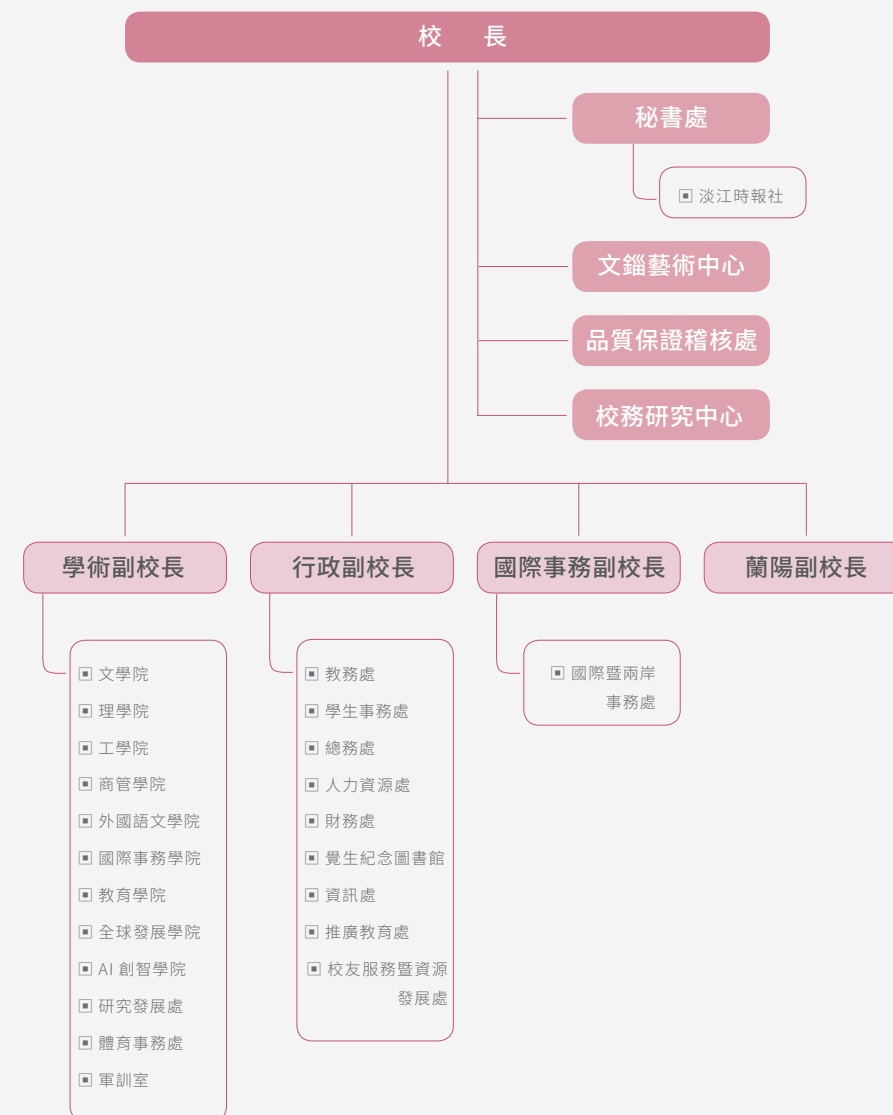 校 長
秘書處
▣ 淡江時報社
文錙藝術中心
品質保證稽核處
校務研究中心
學術副校長
▣ 文學院
▣ 理學院
▣ 工學院
▣ 商管學院
▣ 外國語文學院
▣ 國際事務學院
▣ 教育學院
▣ 全球發展學院
▣ AI 創智學院
▣ 研究發展處
▣ 體育事務處
▣ 軍訓室
行政副校長
▣ 教務處
▣ 學生事務處
▣ 總務處
▣ 人力資源處
▣ 財務處
▣ 覺生紀念圖書館
▣ 資訊處
▣ 推廣教育處
▣ 校友服務暨資源
發展處
國際事務副校長
▣ 國際暨兩岸
事務處
蘭陽副校長